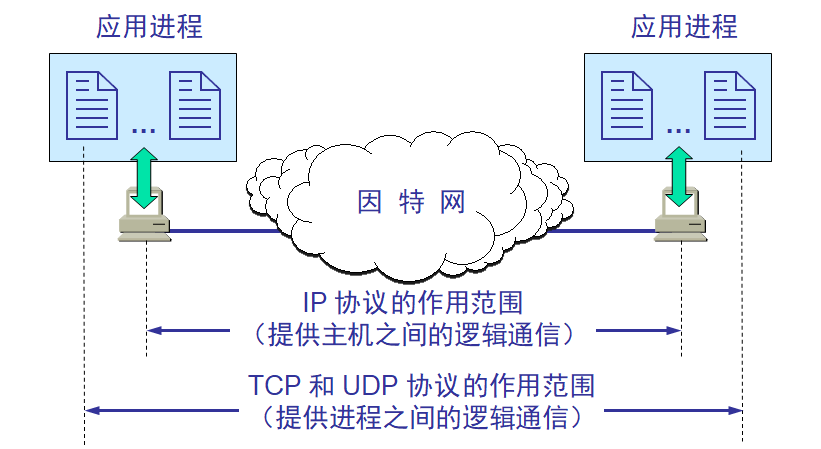 应用进程
应用进程
...
...
因 特 网
IP 协议的作用范围
（提供主机之间的逻辑通信）
TCP 和 UDP 协议的作用范围
（提供进程之间的逻辑通信）